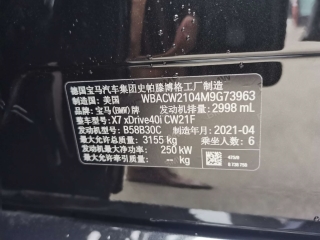 德国宝马汽车集团史帕滕博格工厂制造
制造国: 美国 WBACW2104M9G73963
品牌: 宝马(BMW)牌 发动机排量: 2998 mL
整车型号: X7 xDrive40i CW21F
发动机型号: B58B30C 制造年月: 2021-04
最大允许总质量: 3155 kg 乘坐人数: 6
发动机最大净功率: 250 kW
最大允许牵引质量: -- kg